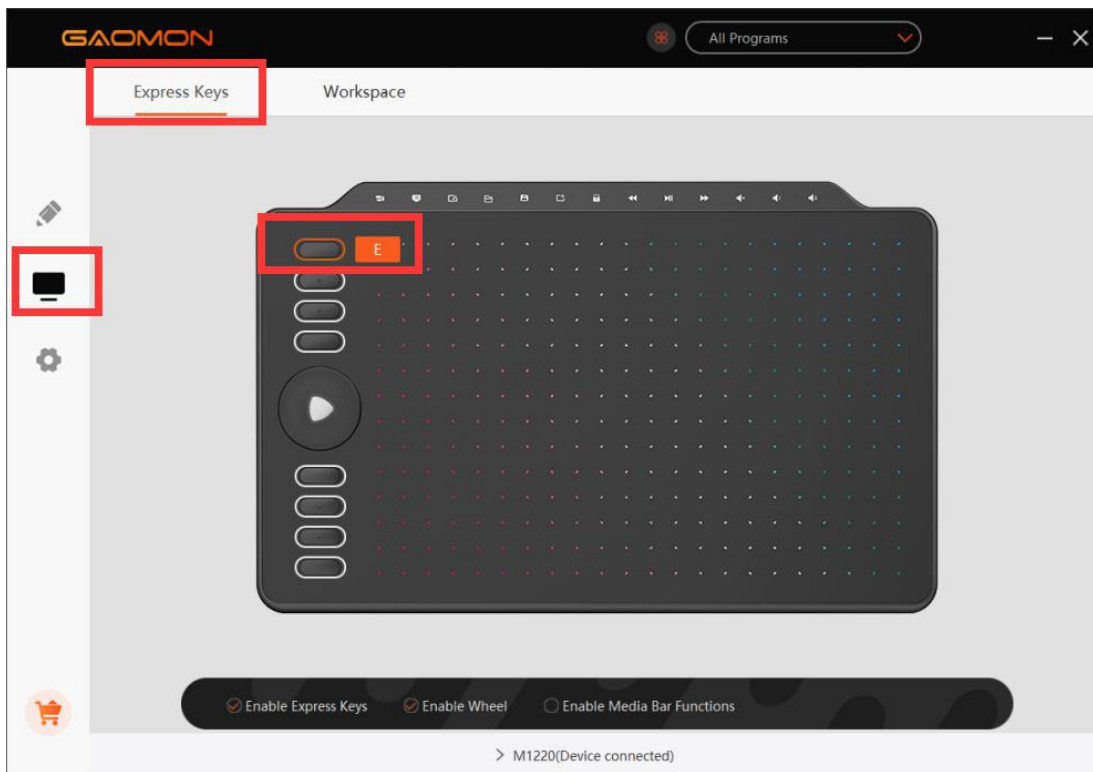 GAOMON
All Programs
Express Keys
Workspace
E
Enable Express Keys
Enable Wheel
Enable Media Bar Functions
M1220(Device connected)